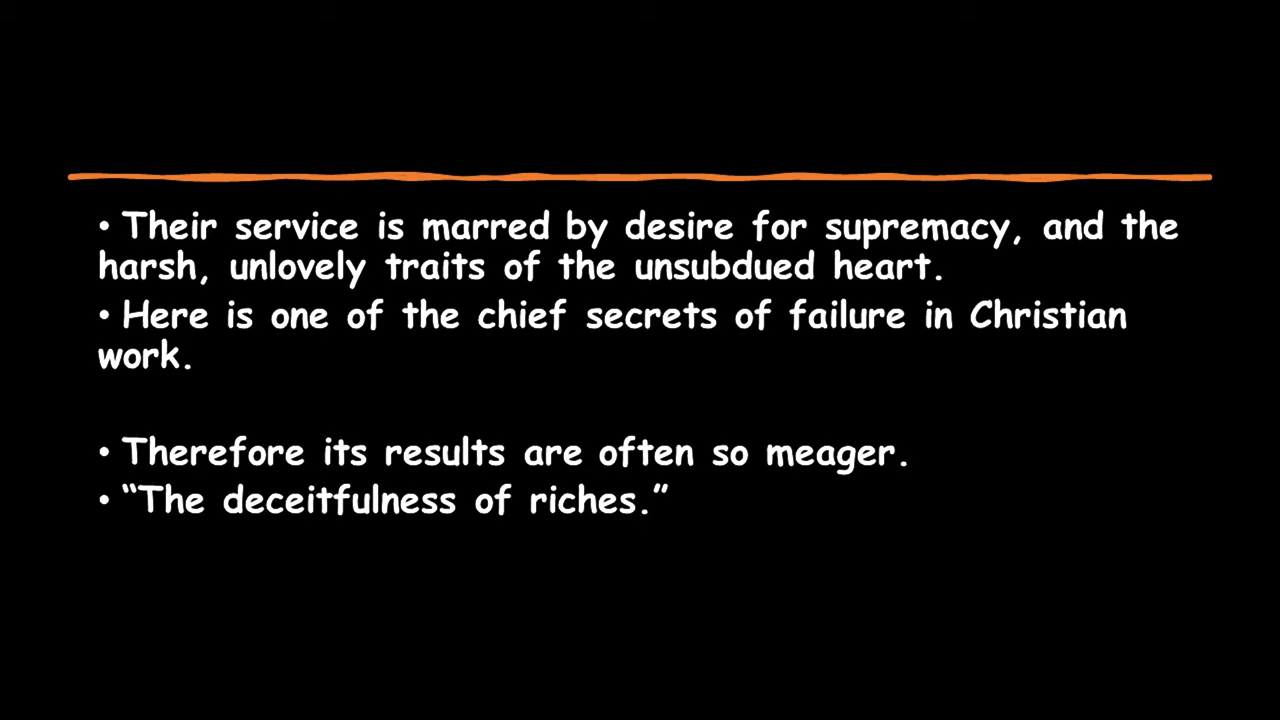 • Their service is marred by desire for supremacy, and the
harsh, unlovely traits of the unsubdued heart.
• Here is one of the chief secrets of failure in Christian
work.
• Therefore its results are often so meager.
• “The deceitfulness of riches.”